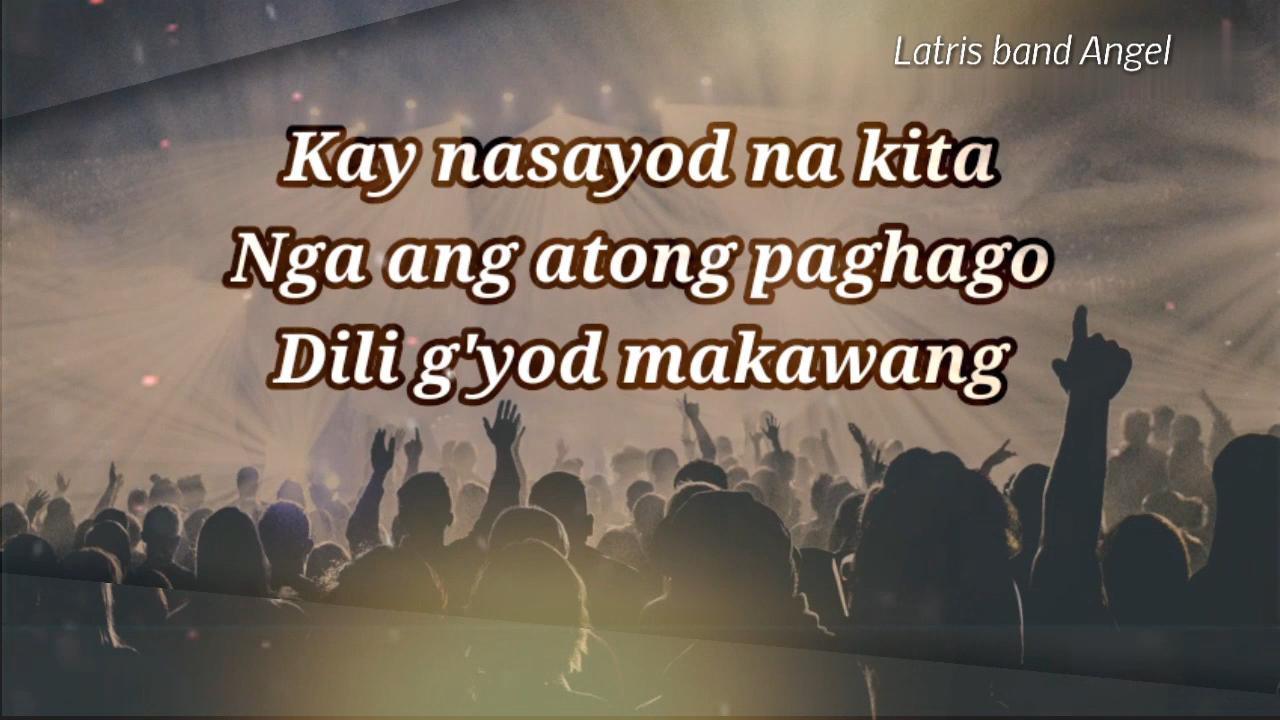 Latris band Angel
Kay nasayod na kita
Nga ang atong paghago
Dili g'yod makawang